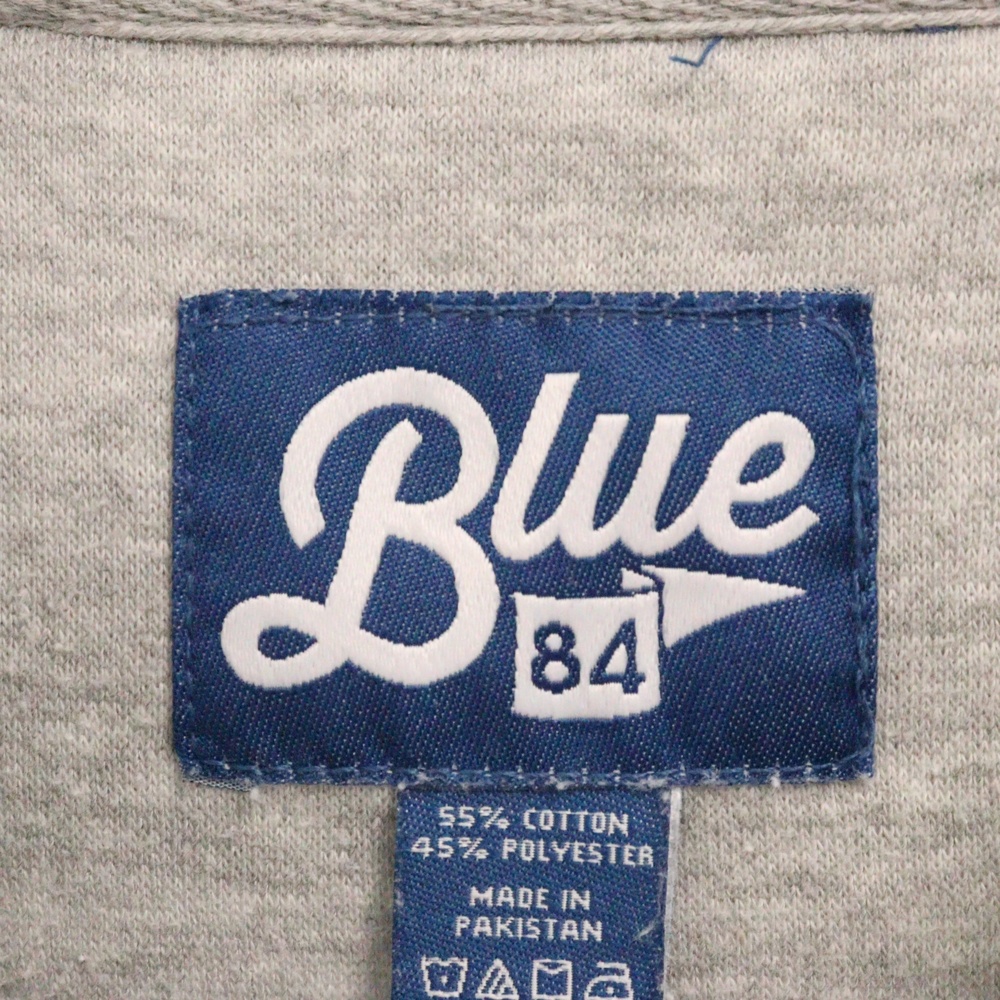 Blue
84
55% COTTON
45% POLYESTER
MADE IN
PAKISTAN